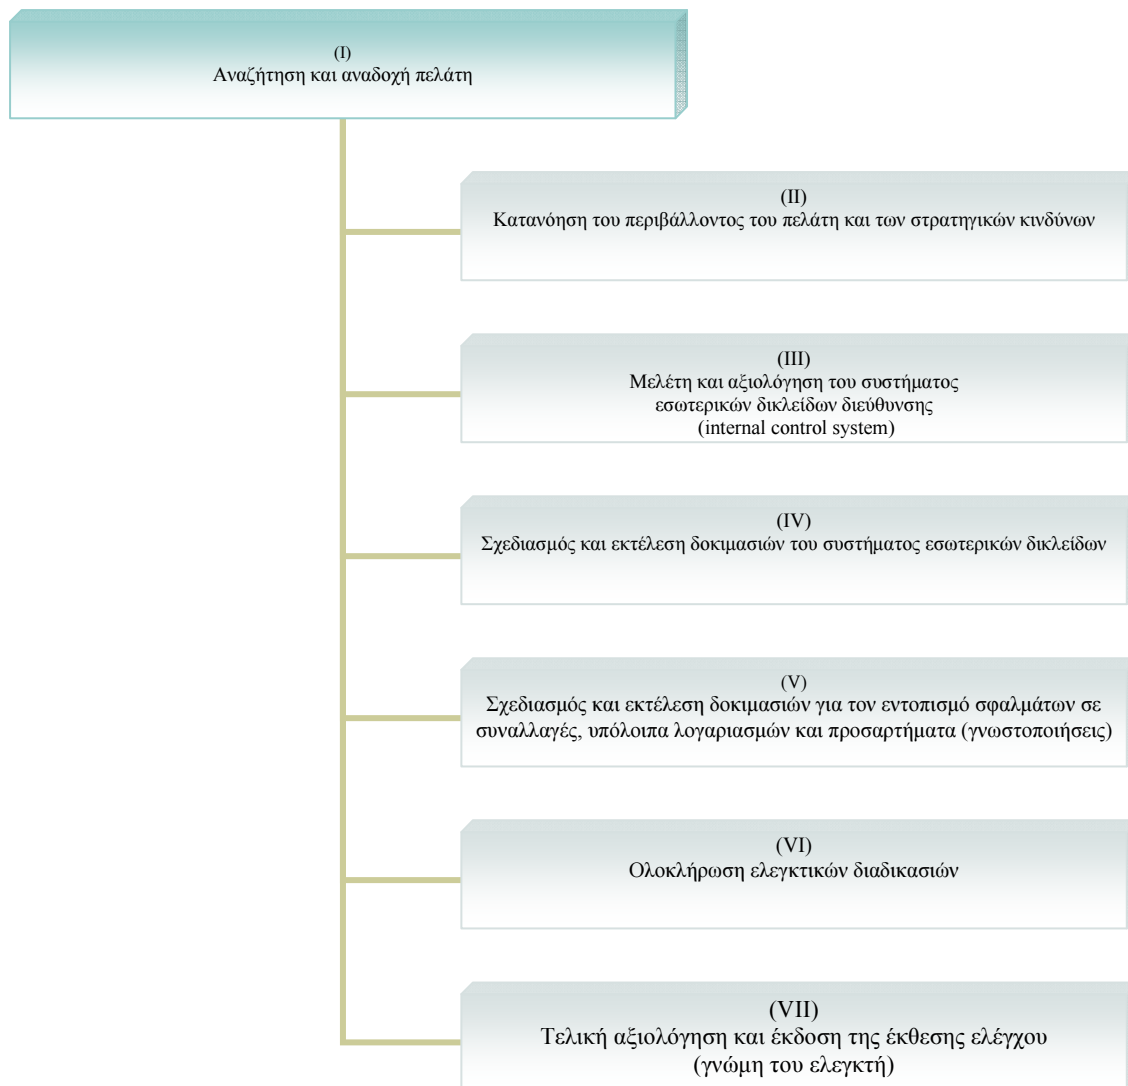 (I)
Αναζήτηση και αναδοχή πελάτη
(II)
Κατανόηση του περιβάλλοντος του πελάτη και των στρατηγικών κινδύνων
(III)
Μελέτη και αξιολόγηση του συστήματος
εσωτερικών δικλείδων διεύθυνσης
(internal control system)
(IV)
Σχεδιασμός και εκτέλεση δοκιμασιών του συστήματος εσωτερικών δικλείδων
(V)
Σχεδιασμός και εκτέλεση δοκιμασιών για τον εντοπισμό σφαλμάτων σε
συναλλαγές, υπόλοιπα λογαριασμών και προσαρτήματα (γνωστοποιήσεις)
(VI)
Ολοκλήρωση ελεγκτικών διαδικασιών
(VII)
Τελική αξιολόγηση και έκδοση της έκθεσης ελέγχου
(γνώμη του ελεγκτή)